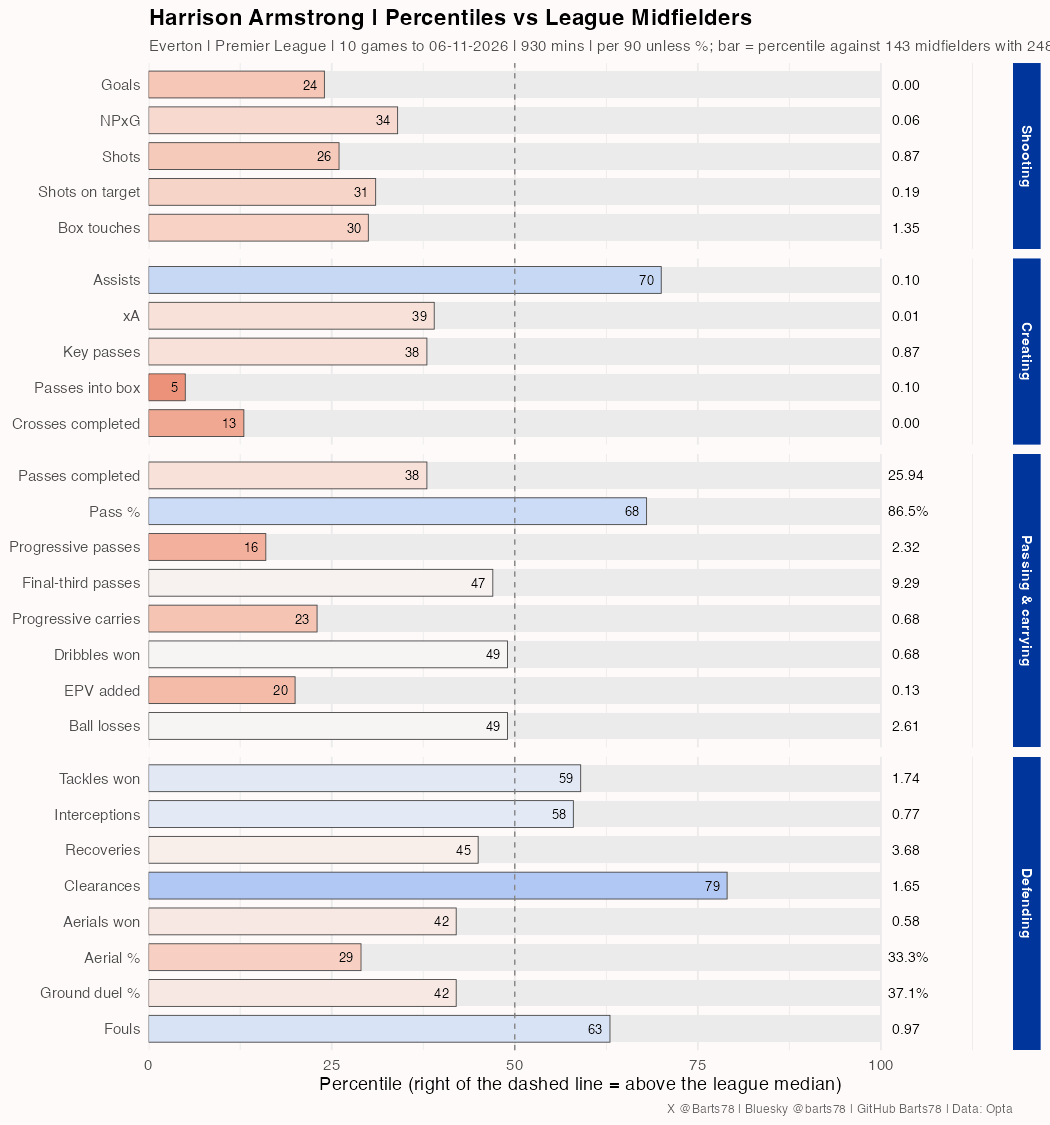 Harrison Armstrong | Percentiles vs League Midfielders
Everton | Premier League | 10 games to 06-11-2026 | 930 mins | per 90 unless %; bar = percentile against 143 midfielders with 248
Goals 24 0.00
NPxG 34 0.06
Shots 26 0.87
Shots on target 31 0.19
Box touches 30 1.35
Shooting
Assists 70 0.10
xA 39 0.01
Key passes 38 0.87
Passes into box 5 0.10
Crosses completed 13 0.00
Creating
Passes completed 38 25.94
Pass % 68 86.5%
Progressive passes 16 2.32
Final-third passes 47 9.29
Progressive carries 23 0.68
Dribbles won 49 0.68
EPV added 20 0.13
Ball losses 49 2.61
Passing & carrying
Tackles won 59 1.74
Interceptions 58 0.77
Recoveries 45 3.68
Clearances 79 1.65
Aerials won 42 0.58
Aerial % 29 33.3%
Ground duel % 42 37.1%
Fouls 63 0.97
Defending
0 25 50 75 100
Percentile (right of the dashed line = above the league median)
X @Barts78 | Bluesky @barts78 | GitHub Barts78 | Data: Opta